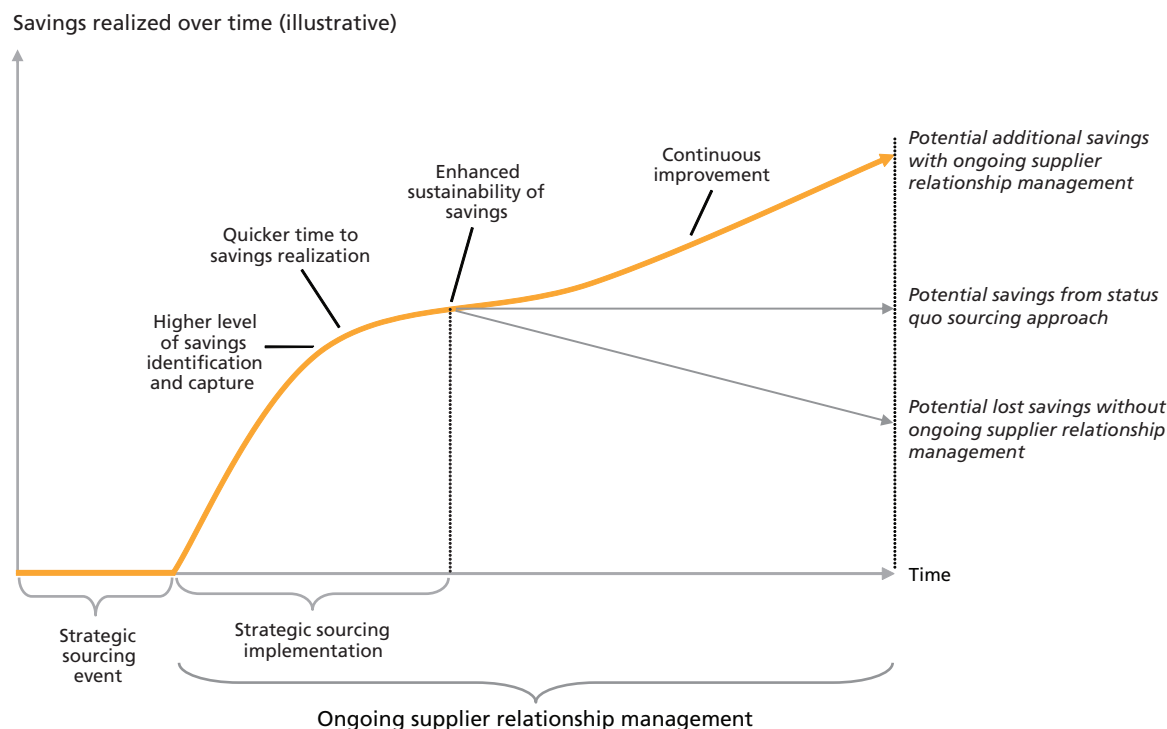 Savings realized over time (illustrative)
Potential additional savings
with ongoing supplier
relationship management
Continuous
improvement
Enhanced
sustainability of
savings
Quicker time to
savings realization
Higher level
of savings
identification
and capture
Potential savings from status
quo sourcing approach
Potential lost savings without
ongoing supplier relationship
management
Time
Strategic
sourcing
event
Strategic sourcing
implementation
Ongoing supplier relationship management